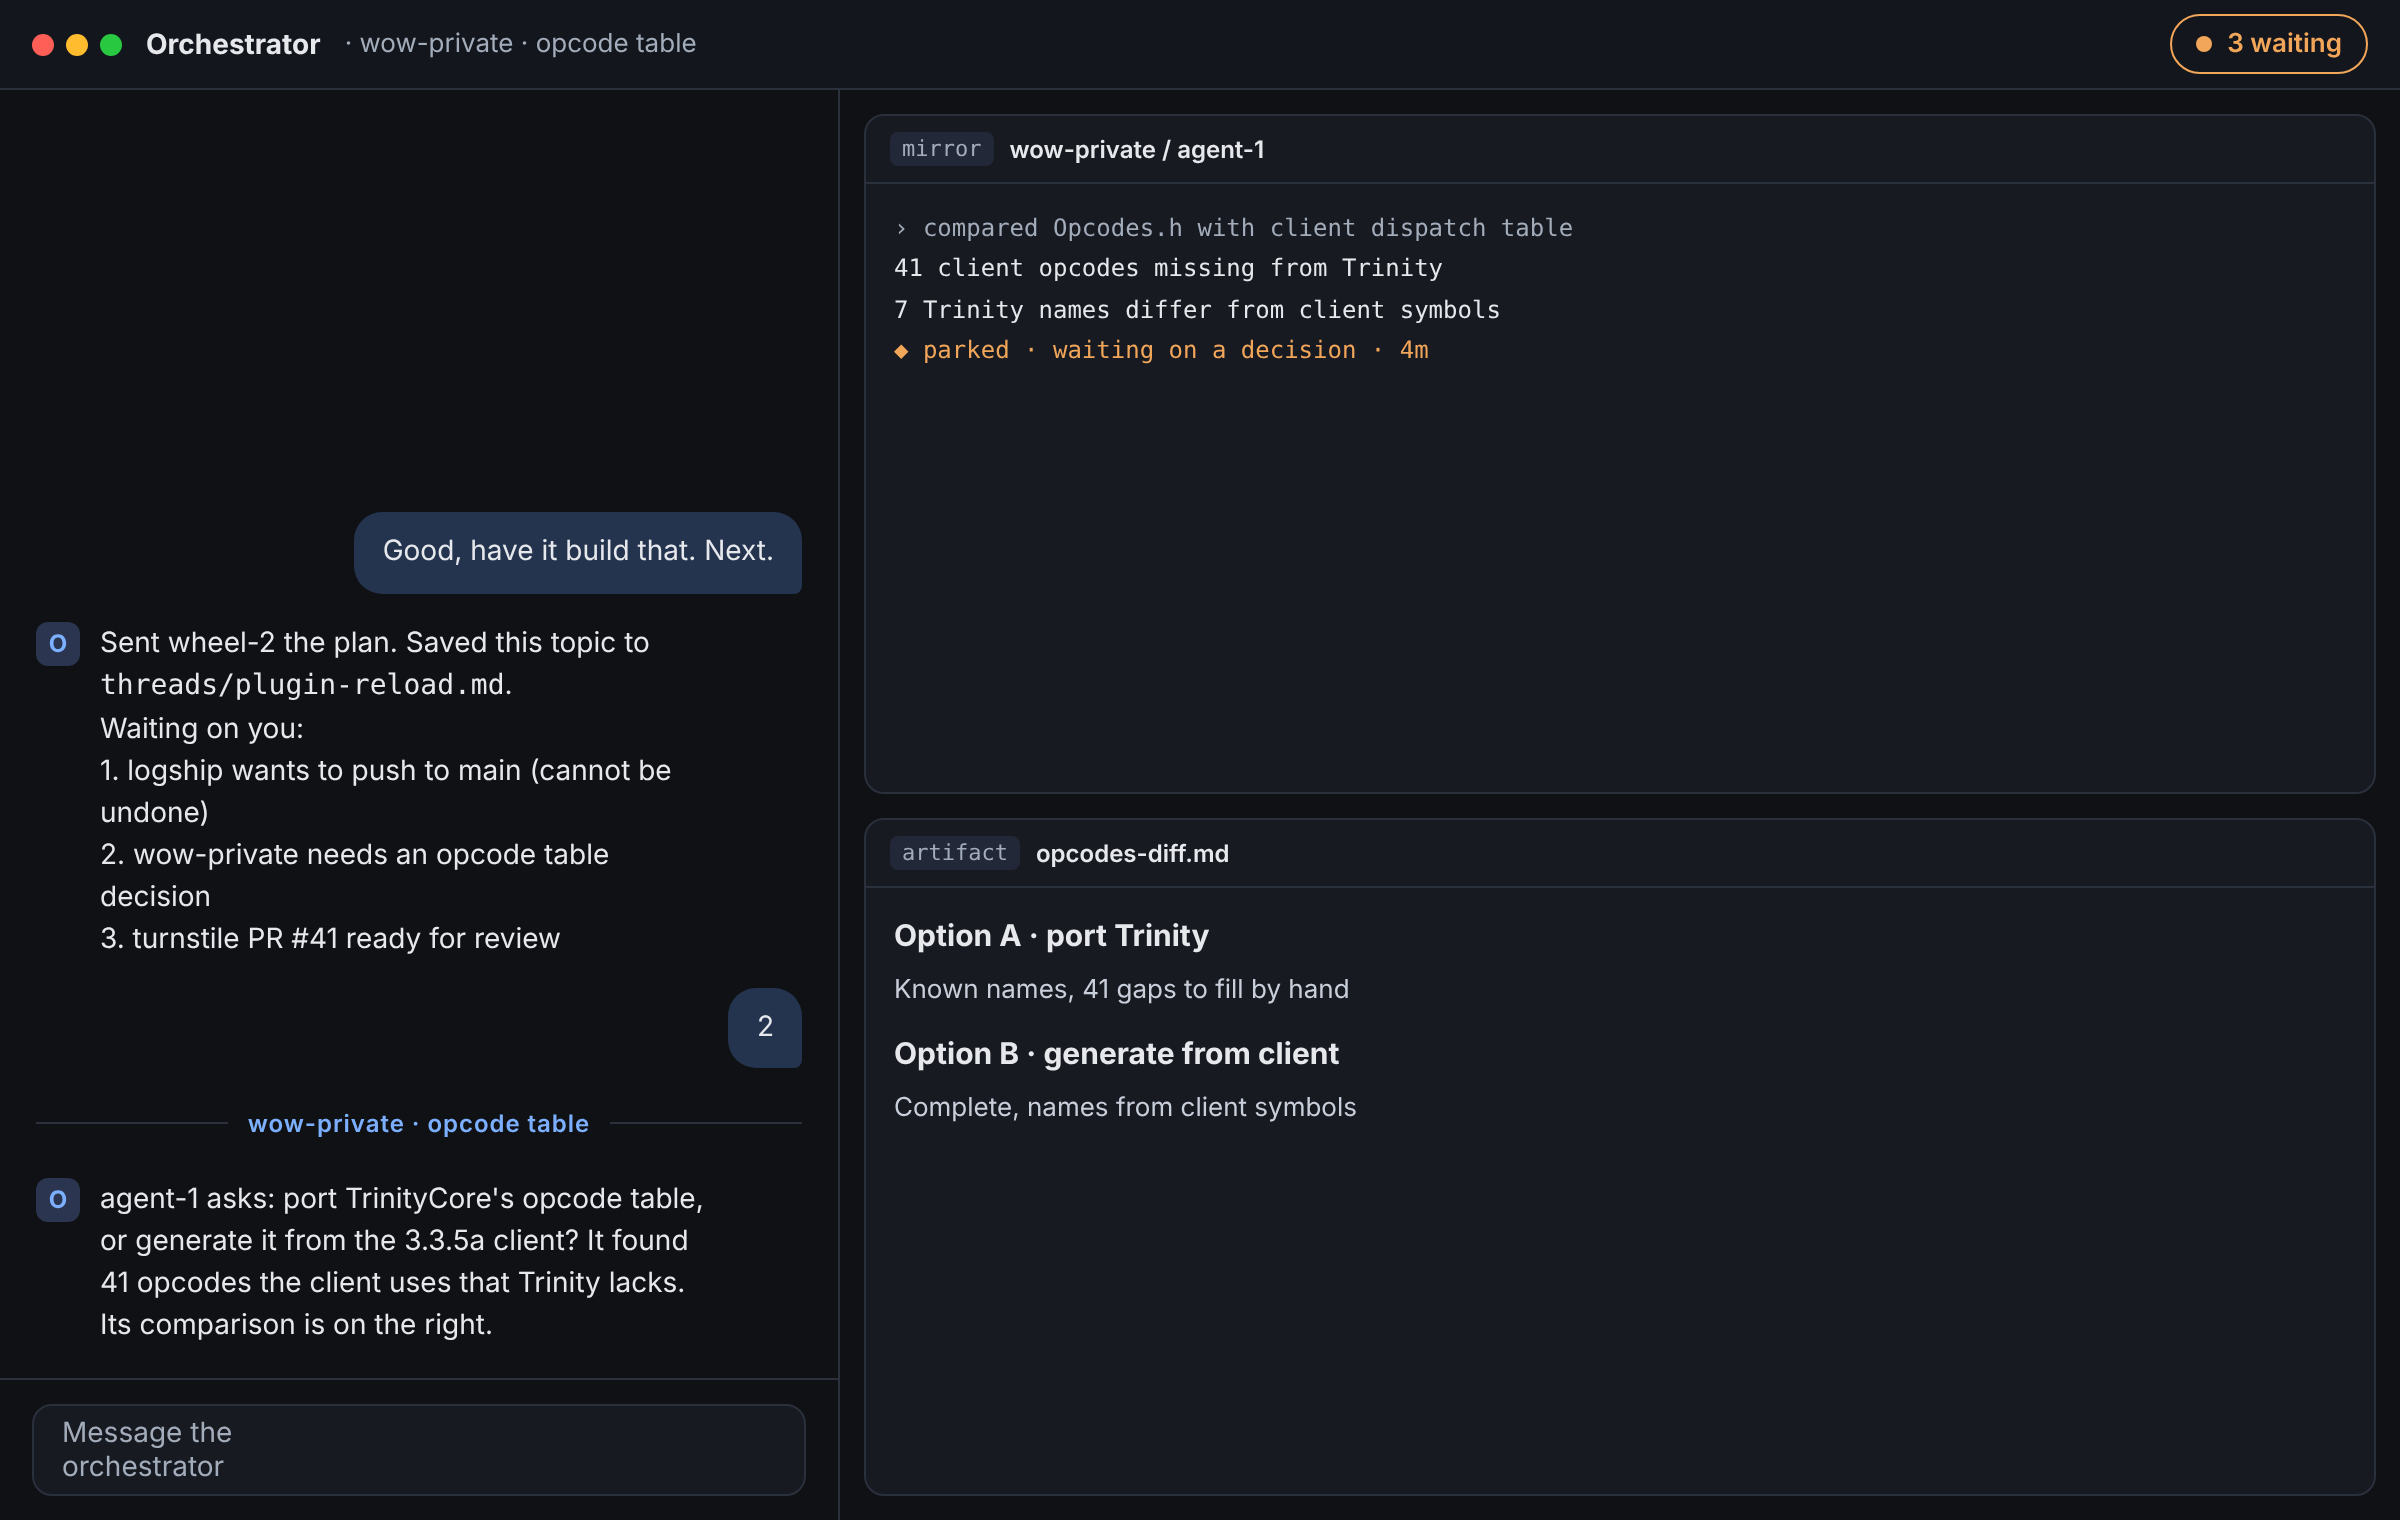 Orchestrator · wow-private · opcode table
3 waiting
Good, have it build that. Next.
O
Sent wheel-2 the plan. Saved this topic to
threads/plugin-reload.md.
Waiting on you:
1. logship wants to push to main (cannot be
undone)
2. wow-private needs an opcode table
decision
3. turnstile PR #41 ready for review
2
wow-private · opcode table
O
agent-1 asks: port TrinityCore's opcode table,
or generate it from the 3.3.5a client? It found
41 opcodes the client uses that Trinity lacks.
Its comparison is on the right.
Message the
orchestrator
mirror wow-private / agent-1
› compared Opcodes.h with client dispatch table
41 client opcodes missing from Trinity
7 Trinity names differ from client symbols
◆ parked · waiting on a decision · 4m
artifact opcodes-diff.md
Option A · port Trinity
Known names, 41 gaps to fill by hand
Option B · generate from client
Complete, names from client symbols